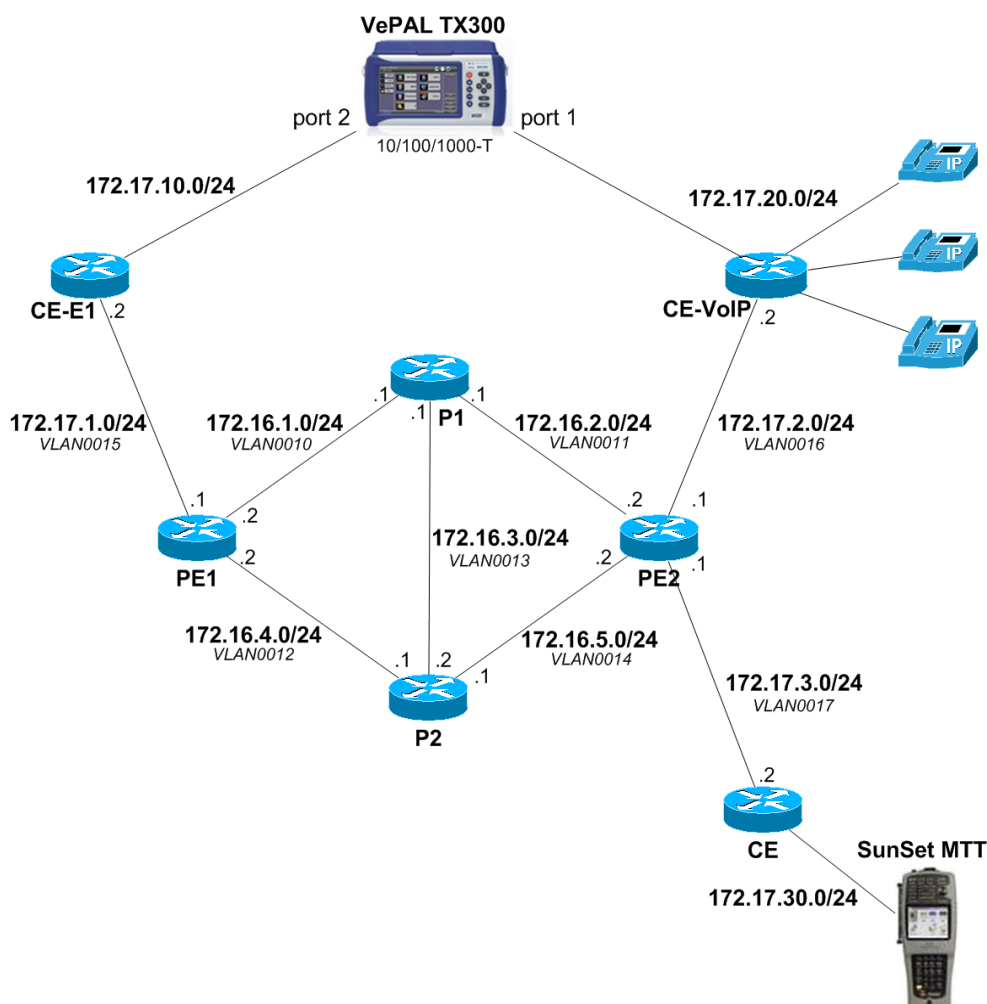 VePAL TX300
port 2
port 1
10/100/1000-T
172.17.10.0/24
172.17.20.0/24
IP
IP
IP
CE-E1
.2
CE-VoIP
.2
.1
.1
.1
P1
172.17.1.0/24
VLAN0015
172.16.1.0/24
VLAN0010
172.16.2.0/24
VLAN0011
172.17.2.0/24
VLAN0016
.1
.2
.2
.1
172.16.3.0/24
VLAN0013
.2
.2
.1
PE1
PE2
172.16.4.0/24
VLAN0012
172.16.5.0/24
VLAN0014
.1
.2
.1
172.17.3.0/24
VLAN0017
P2
.2
CE
SunSet MTT
172.17.30.0/24